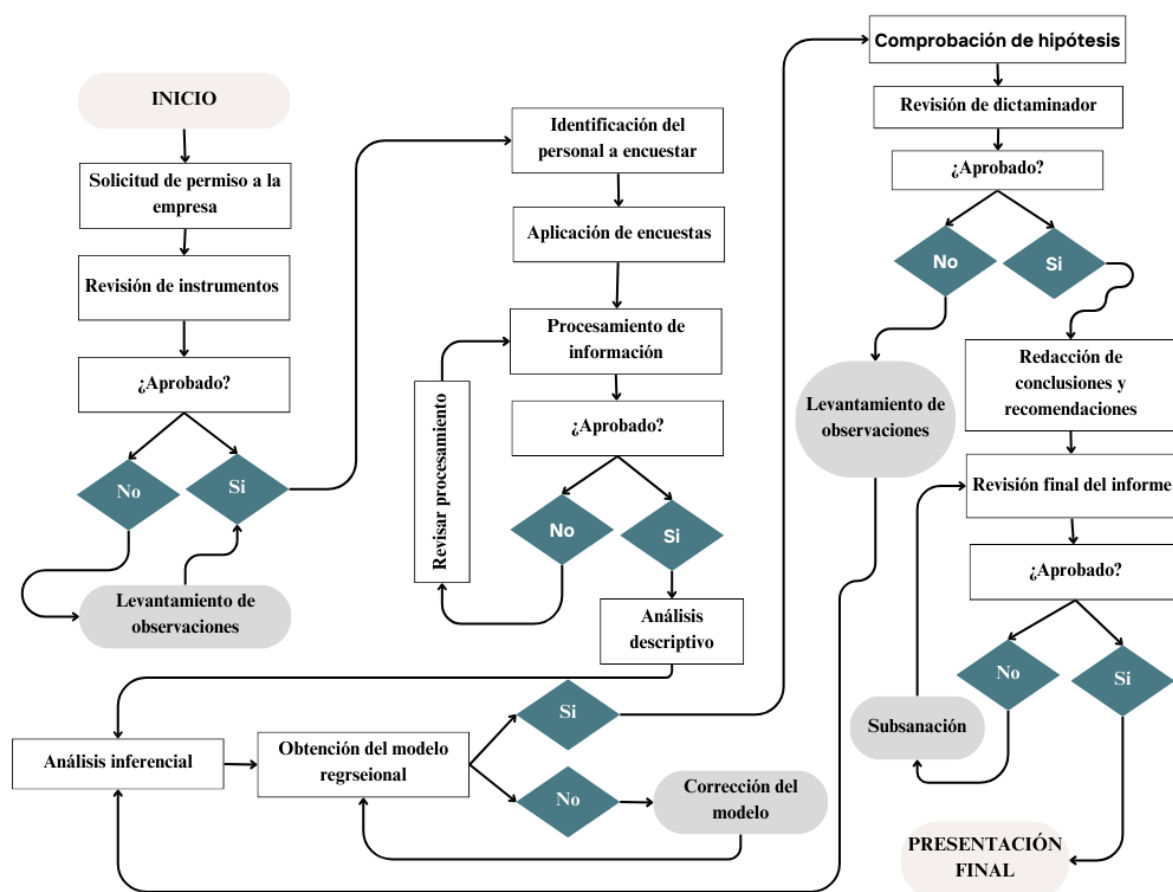 INICIO
Solicitud de permiso a la
empresa
Revisión de instrumentos
¿Aprobado?
No
Si
Levantamiento de
observaciones
Identificación del
personal a encuestar
Aplicación de encuestas
Procesamiento de
información
Revisar procesamiento
¿Aprobado?
No
Si
Análisis
descriptivo
Análisis inferencial
Obtención del modelo
regrseional
Si
No
Corrección del
modelo
Comprobación de hipótesis
Revisión de dictaminador
¿Aprobado?
No
Si
Levantamiento de
observaciones
Redacción de
conclusiones y
recomendaciones
Revisión final del informe
¿Aprobado?
No
Si
Subsanación
PRESENTACIÓN
FINAL